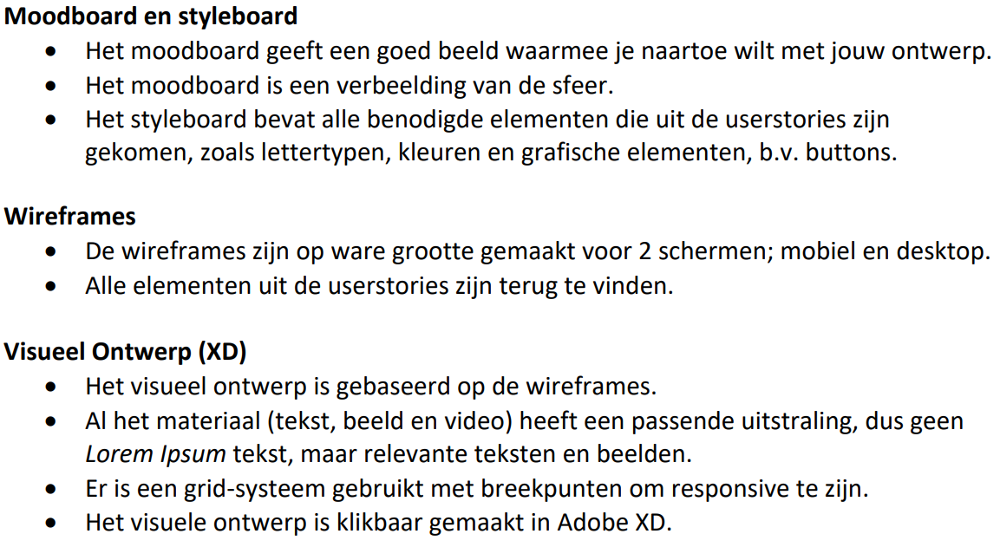 Moodboard en styleboard
• Het moodboard geeft een goed beeld waarmee je naartoe wilt met jouw ontwerp.
• Het moodboard is een verbeelding van de sfeer.
• Het styleboard bevat alle benodigde elementen die uit de userstories zijn
gekomen, zoals lettertypen, kleuren en grafische elementen, b.v. buttons.
Wireframes
• De wireframes zijn op ware grootte gemaakt voor 2 schermen; mobiel en desktop.
• Alle elementen uit de userstories zijn terug te vinden.
Visueel Ontwerp (XD)
• Het visueel ontwerp is gebaseerd op de wireframes.
• Al het materiaal (tekst, beeld en video) heeft een passende uitstraling, dus geen
Lorem Ipsum tekst, maar relevante teksten en beelden.
• Er is een grid-systeem gebruikt met breekpunten om responsive te zijn.
• Het visuele ontwerp is klikbaar gemaakt in Adobe XD.